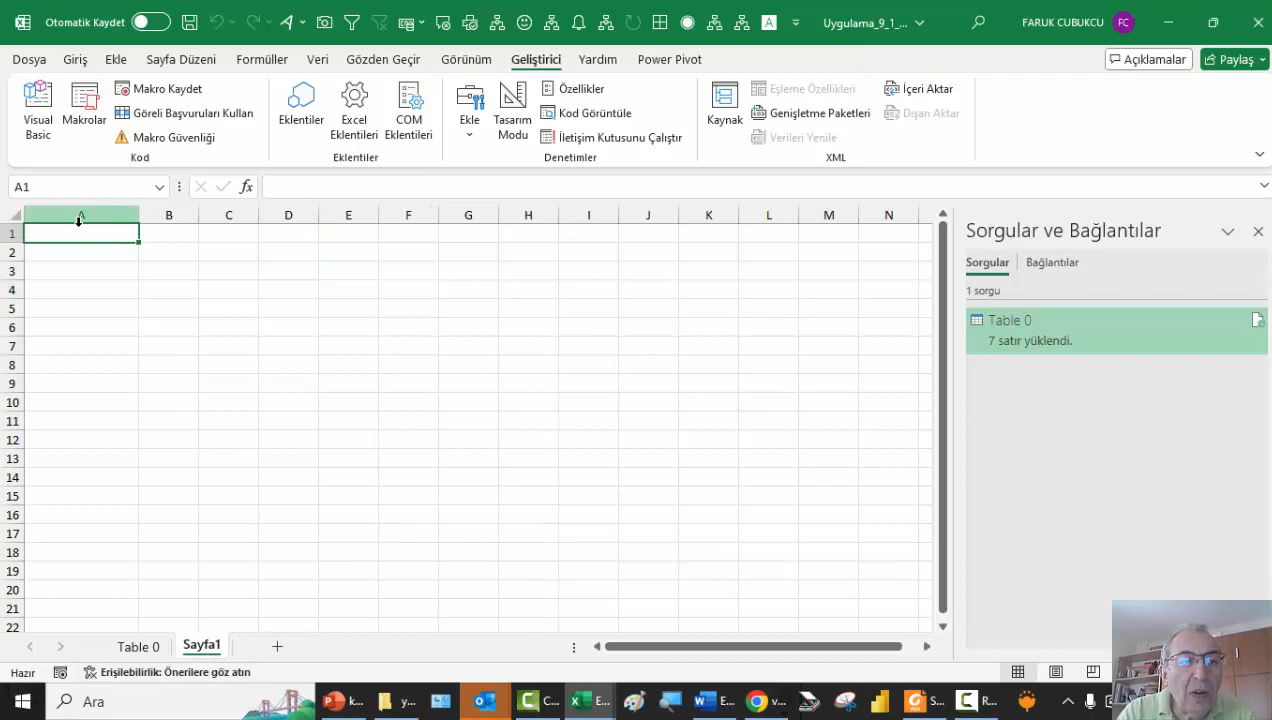 Otomatik Kaydet
A
Uygulama_9_1_...
FARUK CUBUKCU
FC
Dosya
Giriş
Ekle
Sayfa Düzeni
Formüller
Veri
Gözden Geçir
Görünüm
Geliştirici
Yardım
Power Pivot
Açıklamalar
Paylaş
Visual
Basic
Makrolar
Makro Kaydet
Göreli Başvuruları Kullan
Makro Güvenliği
Kod
Eklentiler
Excel
Eklentileri
COM
Eklentileri
Eklentiler
Ekle
Tasarım
Modu
Özellikler
Kod Görüntüle
İletişim Kutusunu Çalıştır
Denetimler
Kaynak
Eşleme Özellikleri
Genişletme Paketleri
Verileri Yenile
İçeri Aktar
Dışarı Aktar
XML
A1
fx
A B C D E F G H I J K L M N
1
2
3
4
5
6
7
8
9
10
11
12
13
14
15
16
17
18
19
20
21
22
Sorgular ve Bağlantılar
Sorgular
Bağlantılar
1 sorgu
Table 0
7 satır yüklendi.
Table 0
Sayfa1
Hazır
Erişilebilirlik: Önerilere göz atın
Ara
k...
y...
C...
E...
E...
v...
S...
R...